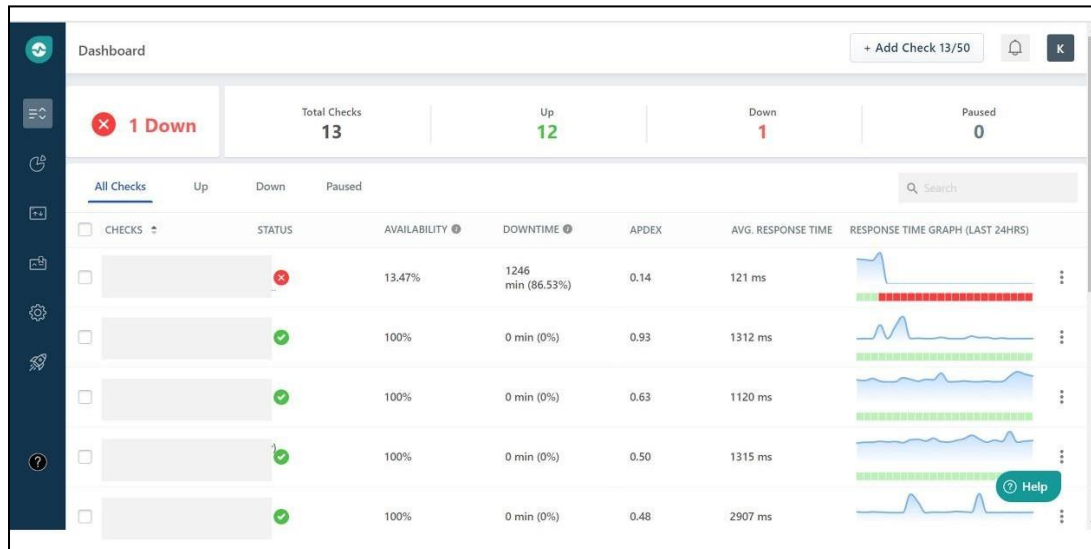 Dashboard
+ Add Check 13/50
K
1 Down
Total Checks
13
Up
12
Down
1
Paused
0
All Checks Up Down Paused
Search
CHECKS STATUS AVAILABILITY DOWNTIME APDEX AVG. RESPONSE TIME RESPONSE TIME GRAPH (LAST 24HRS)
13.47% 1246 0.14 121 ms
min (86.53%)
100% 0 min (0%) 0.93 1312 ms
100% 0 min (0%) 0.63 1120 ms
100% 0 min (0%) 0.50 1315 ms
Help
100% 0 min (0%) 0.48 2907 ms